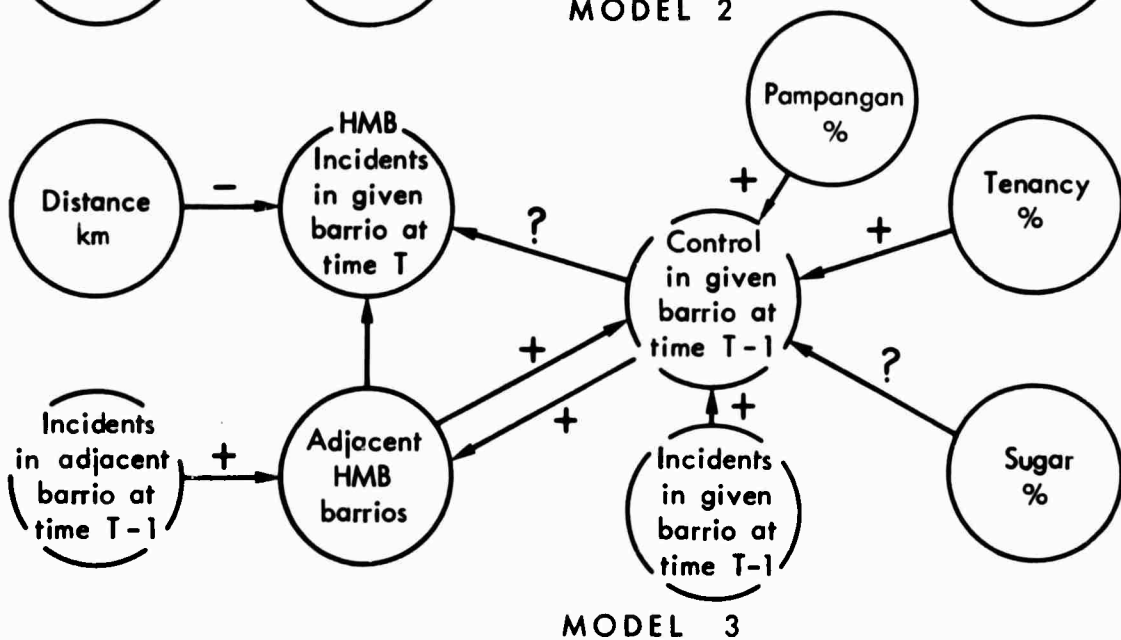 MODEL 2
Pampangan
%
HMB
Incidents
in given
barrio at
time T
Distance
km
-
?
+
Tenancy
%
+
Control
in given
barrio at
time T-1
+
+
?
Incidents
in adjacent
barrio at
time T-1
+
Adjacent
HMB
barrios
+
Incidents
in given
barrio at
time T-1
Sugar
%
MODEL 3